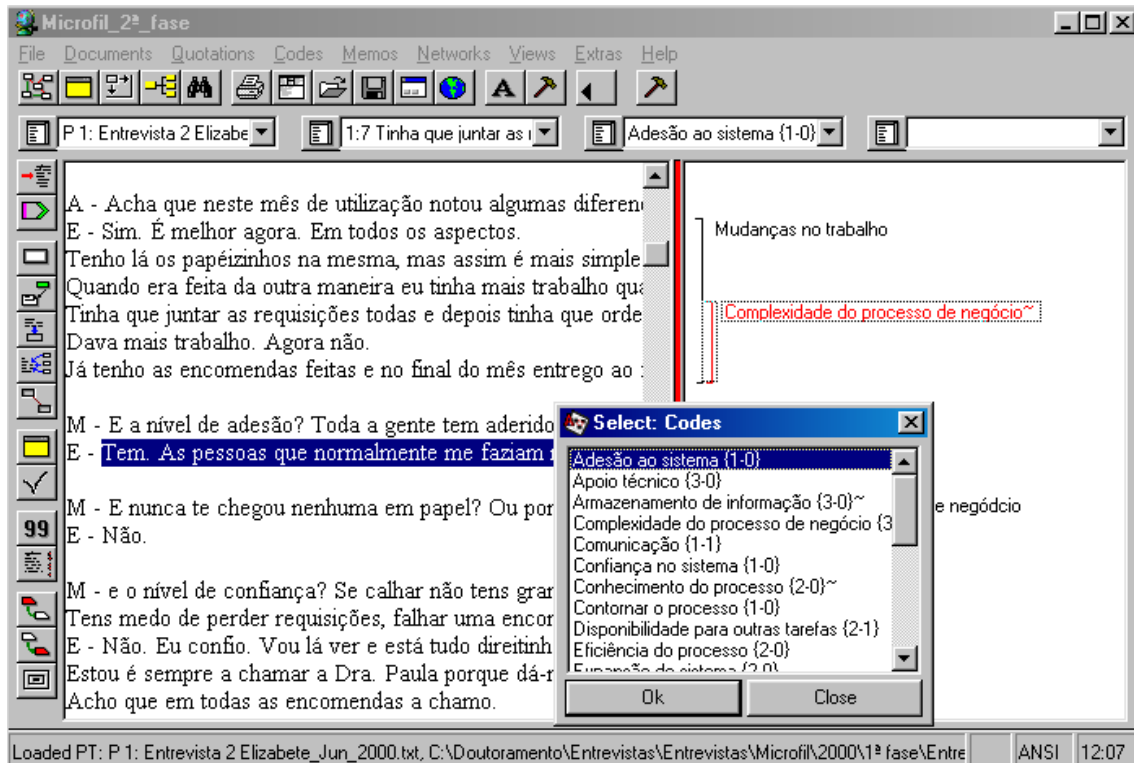 Microfil_2ª_fase
File Documents Quotations Codes Memos Networks Views Extras Help
P 1: Entrevista 2 Elizabe
1:7 Tinha que juntar as
Adesão ao sistema {1-0}
A - Acha que neste mês de utilização notou algumas diferen
E - Sim. É melhor agora. Em todos os aspectos.
Tenho lá os papéizinhos na mesma, mas assim é mais simple
Quando era feita da outra maneira eu tinha mais trabalho qua
Tinha que juntar as requisições todas e depois tinha que orde
Dava mais trabalho. Agora não.
Já tenho as encomendas feitas e no final do mês entrego ao
M - E a nível de adesão? Toda a gente tem aderido
E - Tem. As pessoas que normalmente me faziam
M - E nunca te chegou nenhuma em papel? Ou por
E - Não.
M - e o nível de confiança? Se calhar não tens gran
Tens medo de perder requisições, falhar uma encor
E - Não. Eu confio. Vou lá ver e está tudo direitinh
Estou é sempre a chamar a Dra. Paula porque dá-r
Acho que em todas as encomendas a chamo.
99
Mudanças no trabalho
Complexidade do processo de negócio~
e negódcio
Select: Codes
Adesão ao sistema {1-0}
Apoio técnico {3-0}
Armazenamento de informação {3-0}~
Complexidade do processo de negócio {3
Comunicação {1-1}
Confiança no sistema {1-0}
Conhecimento do processo {2-0}~
Contornar o processo {1-0}
Disponibilidade para outras tarefas {2-1}
Eficiência do processo {2-0}
Expansão do sistema {2-0}
Ok
Close
Loaded PT: P 1: Entrevista 2 Elizabete_Jun_2000.txt, C:\Doutoramento\Entrevistas\Entrevistas\Microfil\2000\1ª fase\Entre
ANSI
12:07